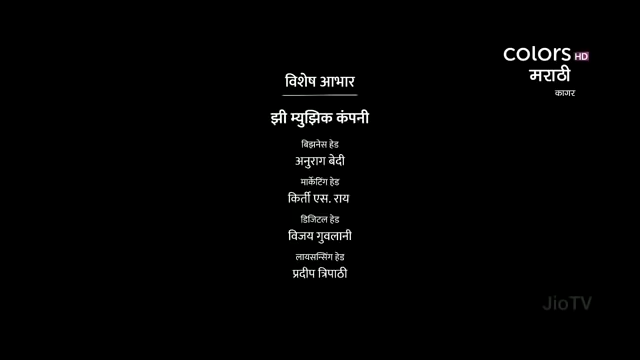 colors HD
मराठी
कागर
विशेष आभार
झी म्युझिक कंपनी
बिझनेस हेड
अनुराग बेदी
मार्केटिंग हेड
किर्ती एस. राय
डिजिटल हेड
विजय गुवलानी
लायसन्सिंग हेड
प्रदीप त्रिपाठी
JioTV